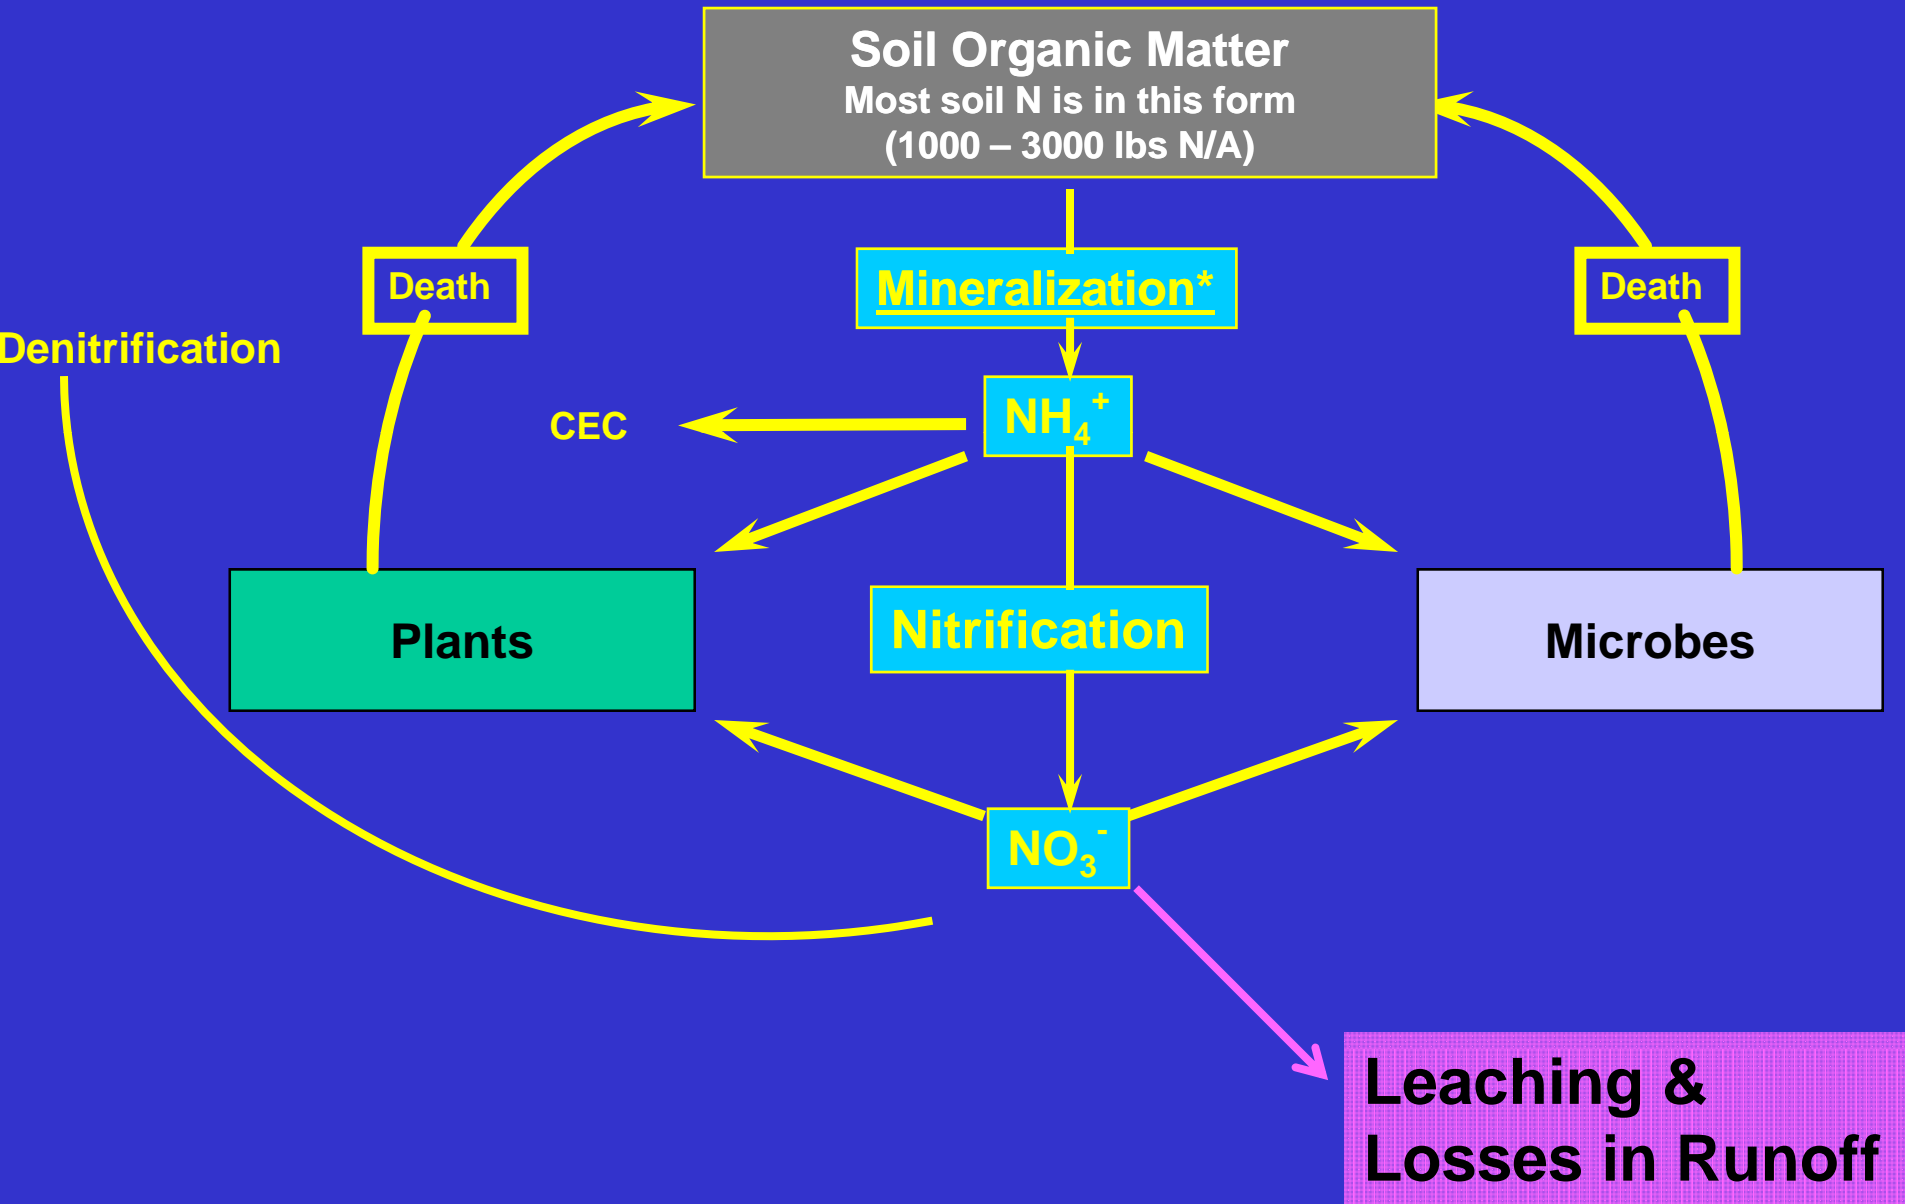 Soil Organic Matter
Most soil N is in this form
(1000 – 3000 lbs N/A)
Death
Mineralization*
Death
Denitrification
CEC
NH₄⁺
Plants
Nitrification
Microbes
NO₃⁻
Leaching &
Losses in Runoff